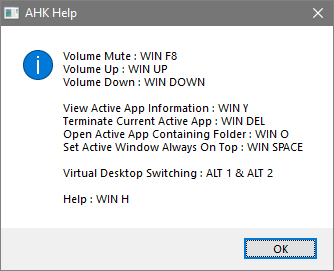 AHK Help
Volume Mute : WIN F8
Volume Up : WIN UP
Volume Down : WIN DOWN
View Active App Information : WIN Y
Terminate Current Active App : WIN DEL
Open Active App Containing Folder : WIN O
Set Active Window Always On Top : WIN SPACE
Virtual Desktop Switching : ALT 1 & ALT 2
Help : WIN H
OK